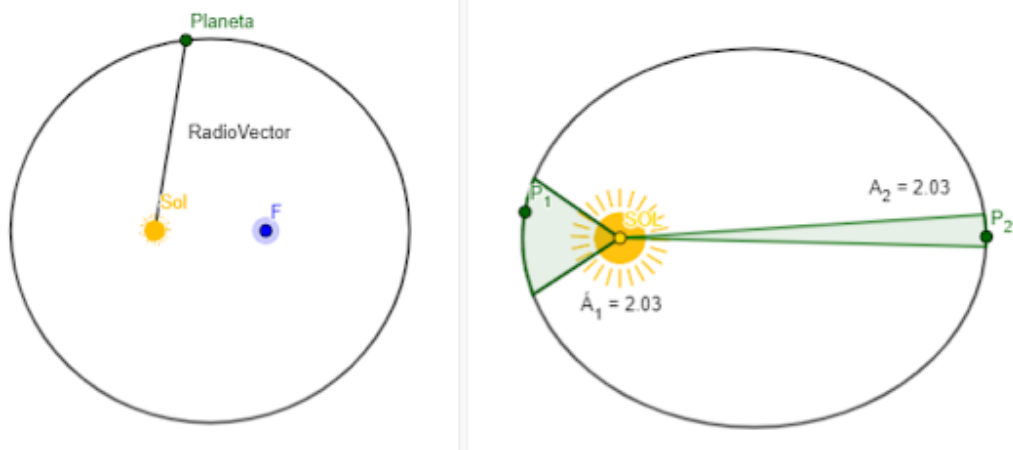 Planeta
RadioVector
Sol
F
A₂ = 2.03
P₁
SOL
P₂
Á₁ = 2.03